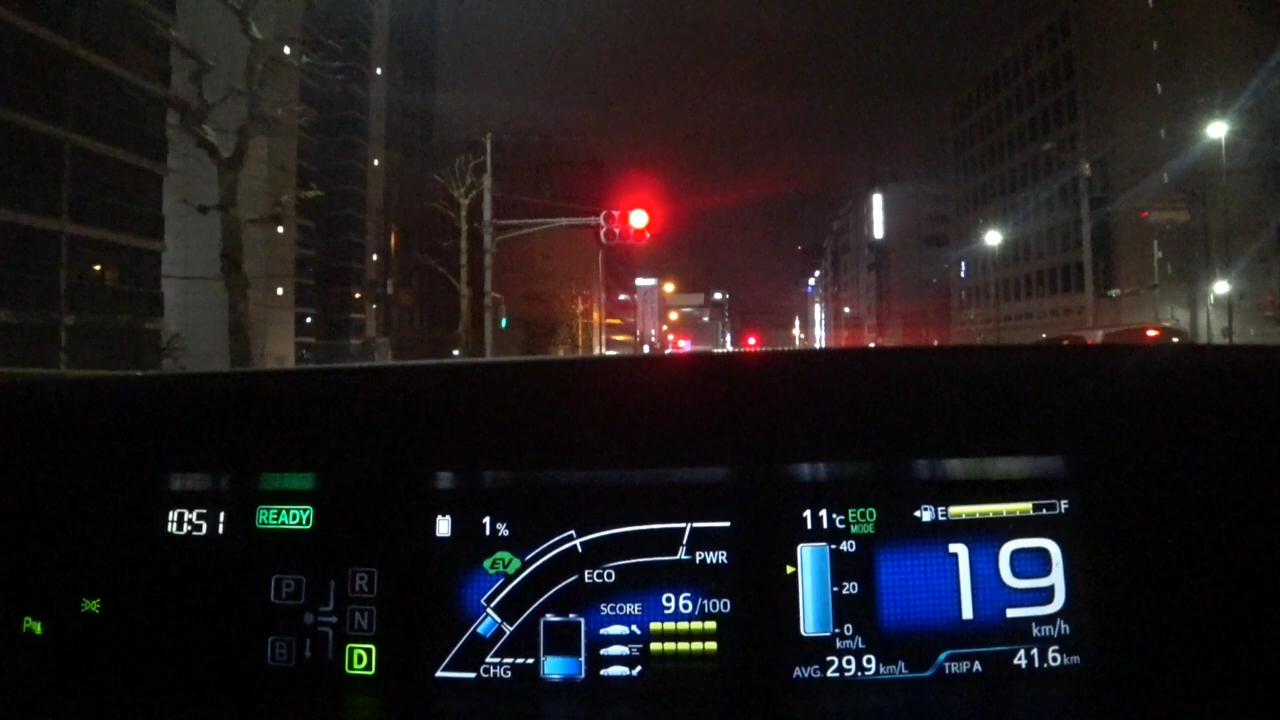 10:51
READY
P
R
N
B
D
P
1%
EV
ECO
PWR
CHG
SCORE 96/100
11°C
ECO
MODE
E
F
40
20
0
km/L
19
km/h
AVG. 29.9 km/L
TRIP A 41.6 km